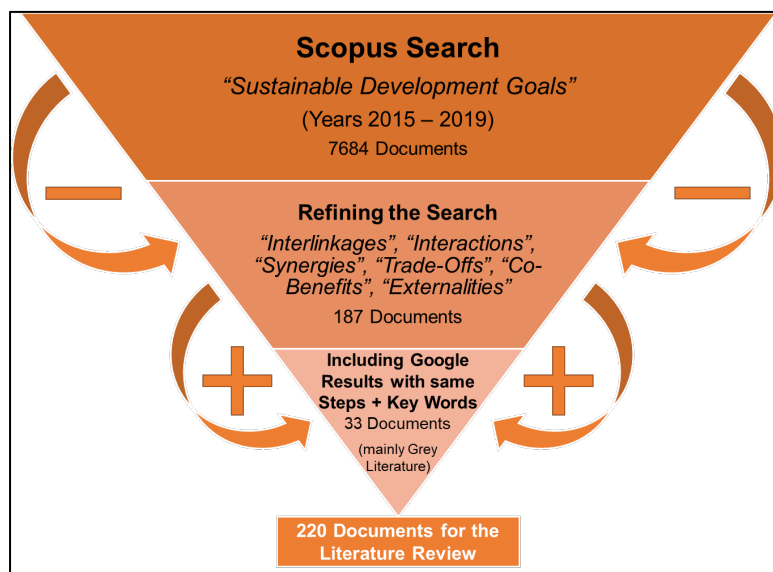 Scopus Search
“Sustainable Development Goals”
(Years 2015 – 2019)
7684 Documents
Refining the Search
“Interlinkages”, “Interactions”,
“Synergies”, “Trade-Offs”, “Co-
Benefits”, “Externalities”
187 Documents
Including Google
Results with same
Steps + Key Words
33 Documents
(mainly Grey
Literature)
220 Documents for the
Literature Review